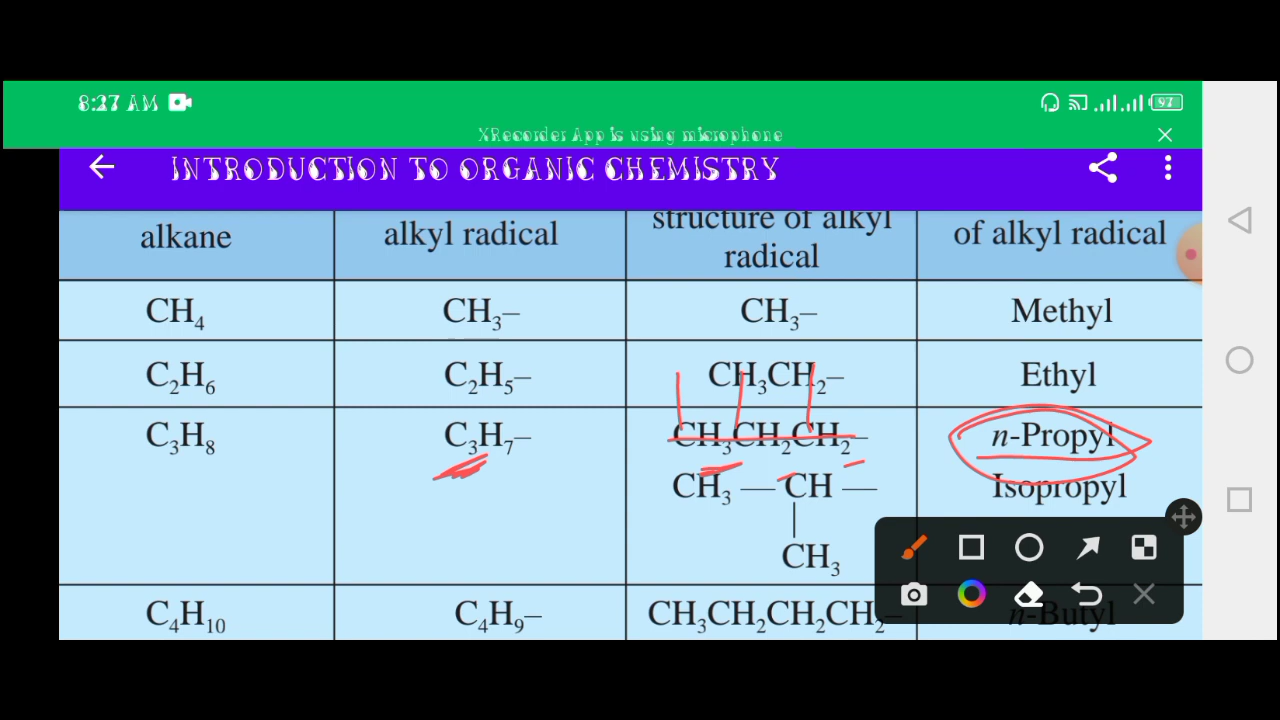 8:27 AM
97
XRecorder App is using microphone
INTRODUCTION TO ORGANIC CHEMISTRY
alkane
alkyl radical
structure of alkyl
radical
of alkyl radical
CH₄
CH₃–
CH₃–
Methyl
C₂H₆
C₂H₅–
CH₃CH₂–
Ethyl
C₃H₈
C₃H₇–
CH₃CH₂CH₂–
n-Propyl
CH₃ — CH —
Isopropyl
|
CH₃
C₄H₁₀
C₄H₉–
CH₃CH₂CH₂CH₂–
n-Butyl